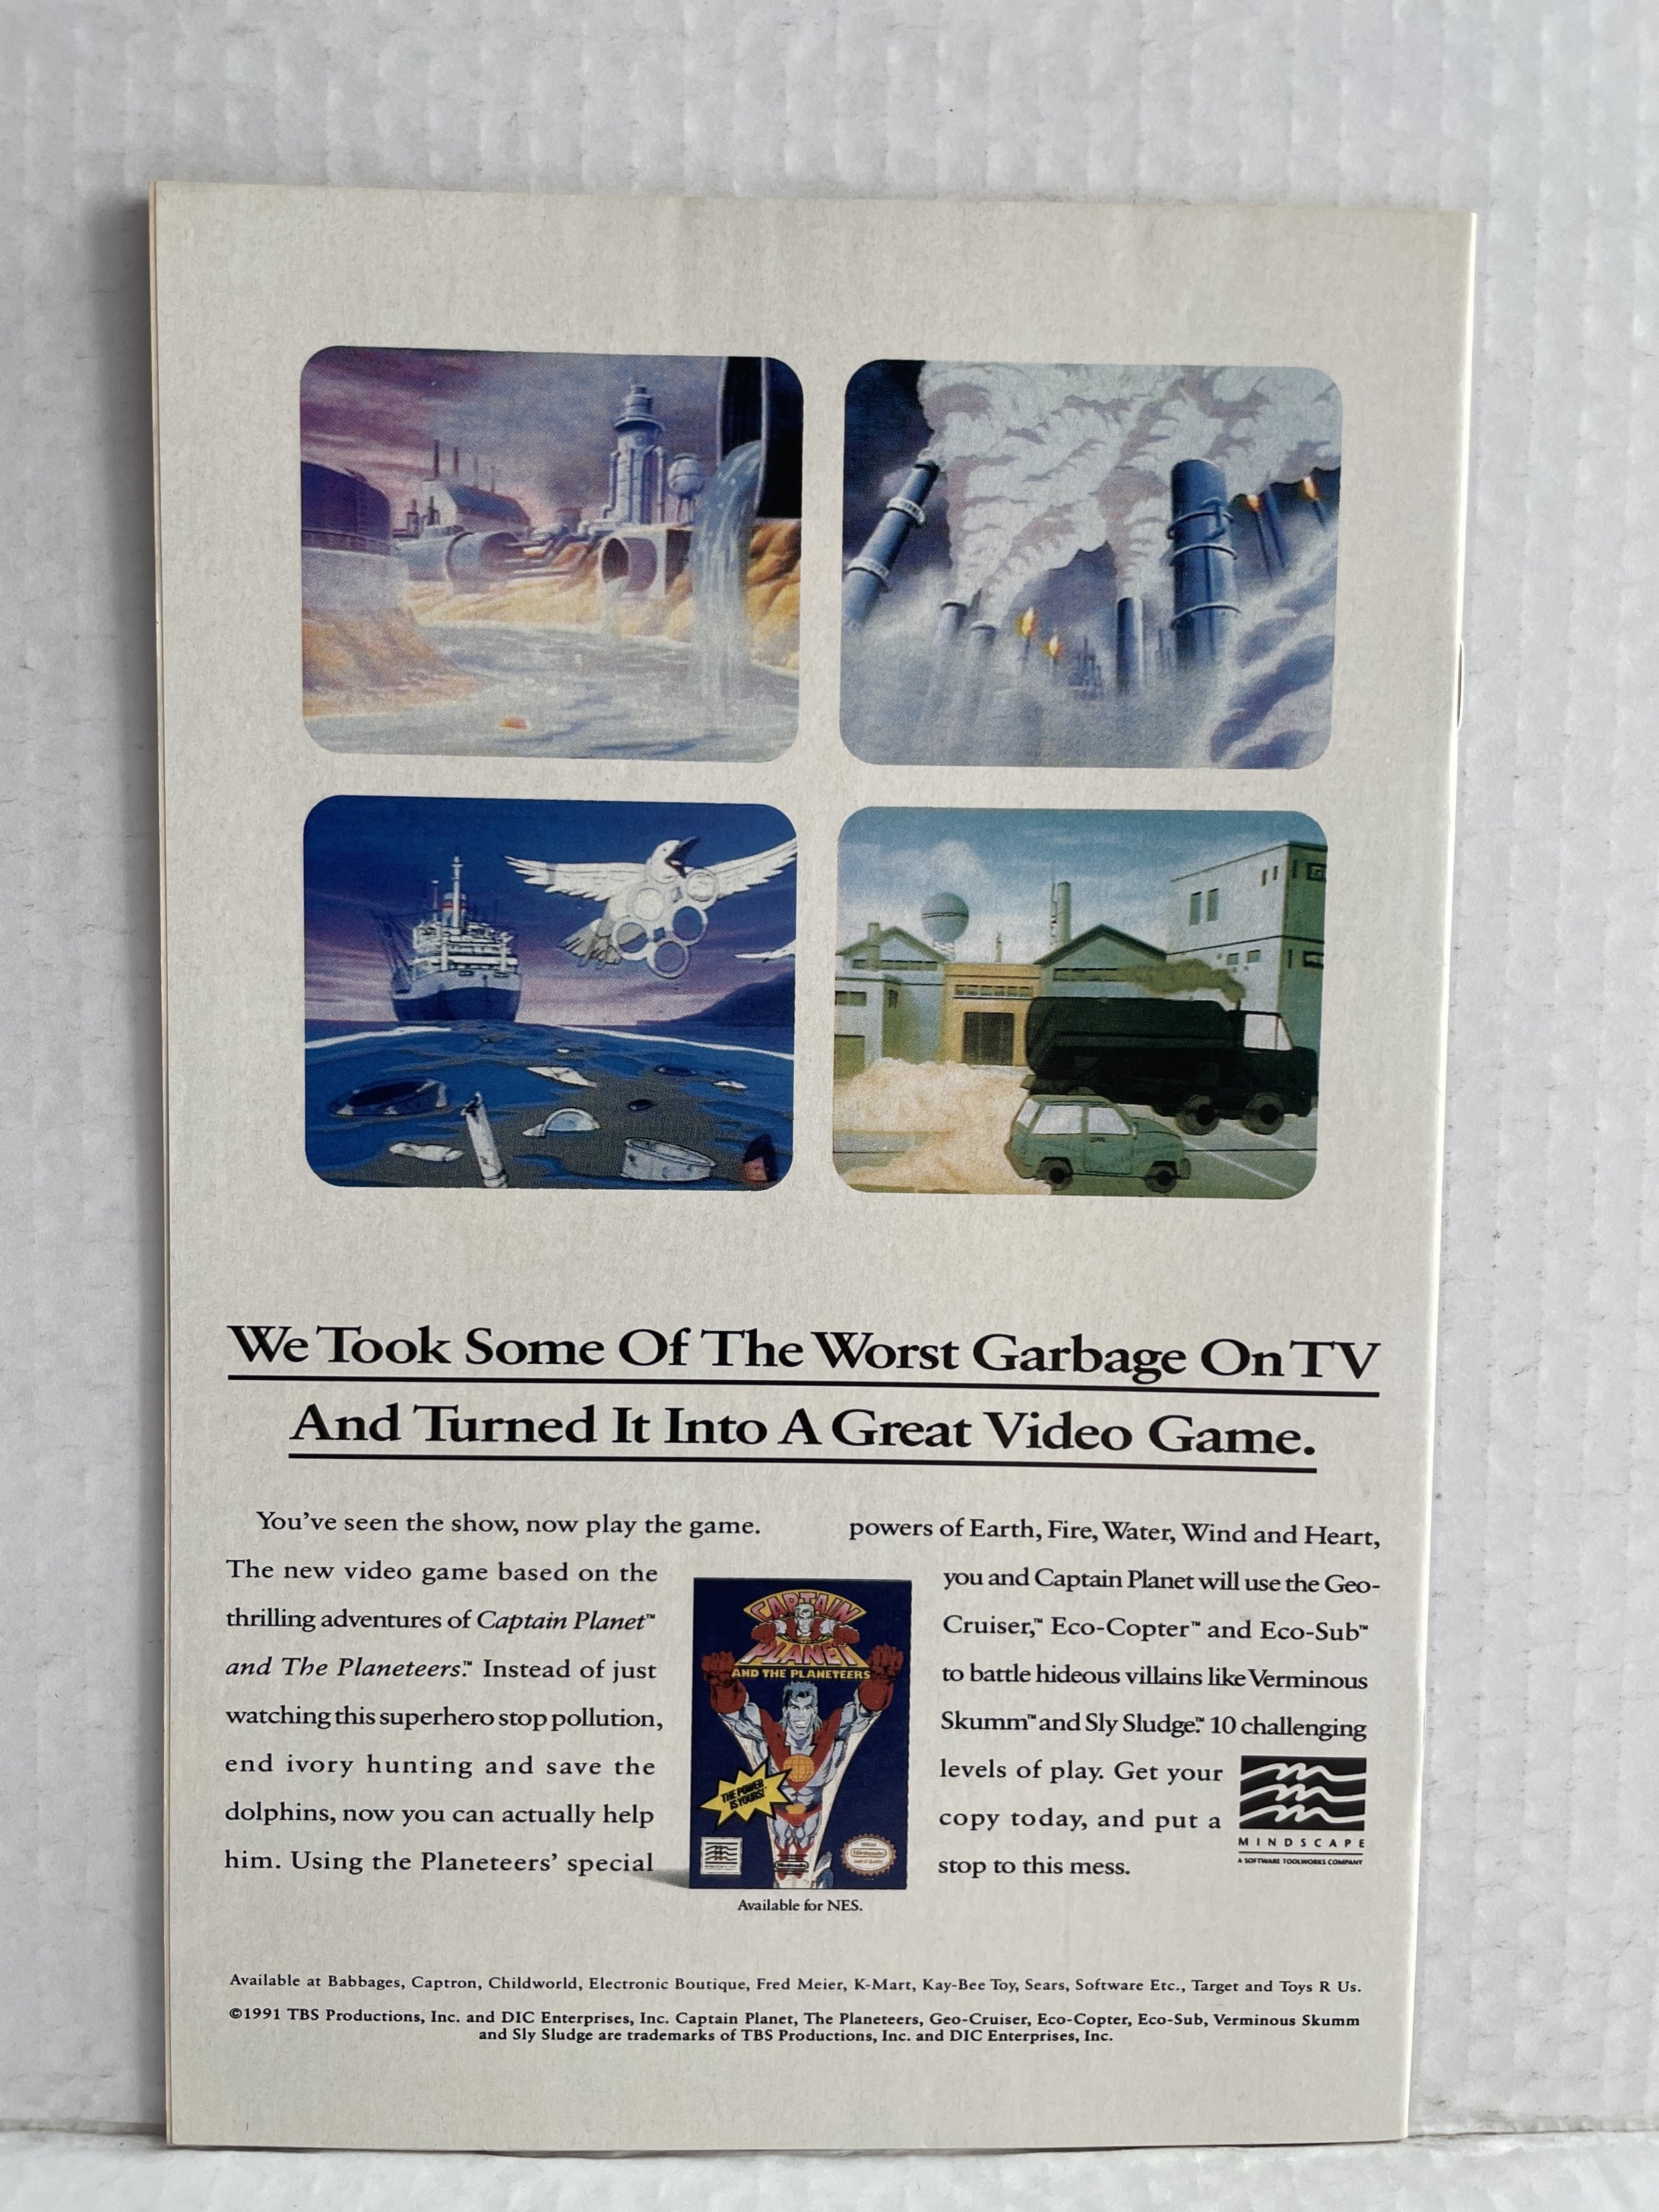 We Took Some Of The Worst Garbage On TV
And Turned It Into A Great Video Game.
You've seen the show, now play the game.
The new video game based on the
thrilling adventures of Captain Planet™
and The Planeteers.™ Instead of just
watching this superhero stop pollution,
end ivory hunting and save the
dolphins, now you can actually help
him. Using the Planeteers' special
CAPTAIN
PLANET
AND THE PLANETEERS
THE POWER
IS YOURS!
Nintendo
Nintendo
Available for NES.
powers of Earth, Fire, Water, Wind and Heart,
you and Captain Planet will use the Geo-
Cruiser,™ Eco-Copter™ and Eco-Sub™
to battle hideous villains like Verminous
Skumm™ and Sly Sludge.™ 10 challenging
levels of play. Get your
copy today, and put a
stop to this mess.
MINDSCAPE
A SOFTWARE TOOLWORKS COMPANY
Available at Babbages, Captron, Childworld, Electronic Boutique, Fred Meier, K-Mart, Kay-Bee Toy, Sears, Software Etc., Target and Toys R Us.
©1991 TBS Productions, Inc. and DIC Enterprises, Inc. Captain Planet, The Planeteers, Geo-Cruiser, Eco-Copter, Eco-Sub, Verminous Skumm
and Sly Sludge are trademarks of TBS Productions, Inc. and DIC Enterprises, Inc.